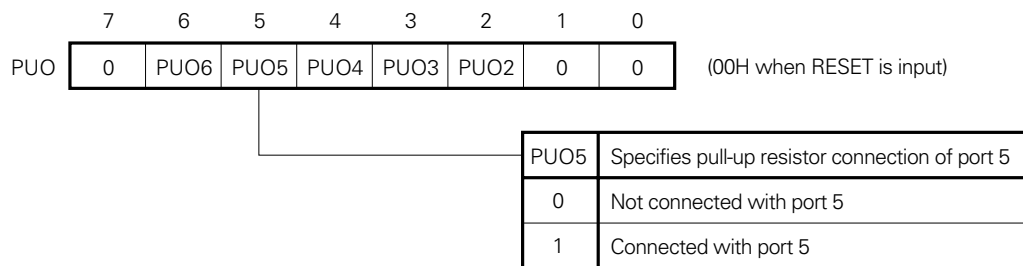 7 6 5 4 3 2 1 0
PUO 0 PUO6 PUO5 PUO4 PUO3 PUO2 0 0 (00H when RESET is input)
PUO5 Specifies pull-up resistor connection of port 5
0 Not connected with port 5
1 Connected with port 5